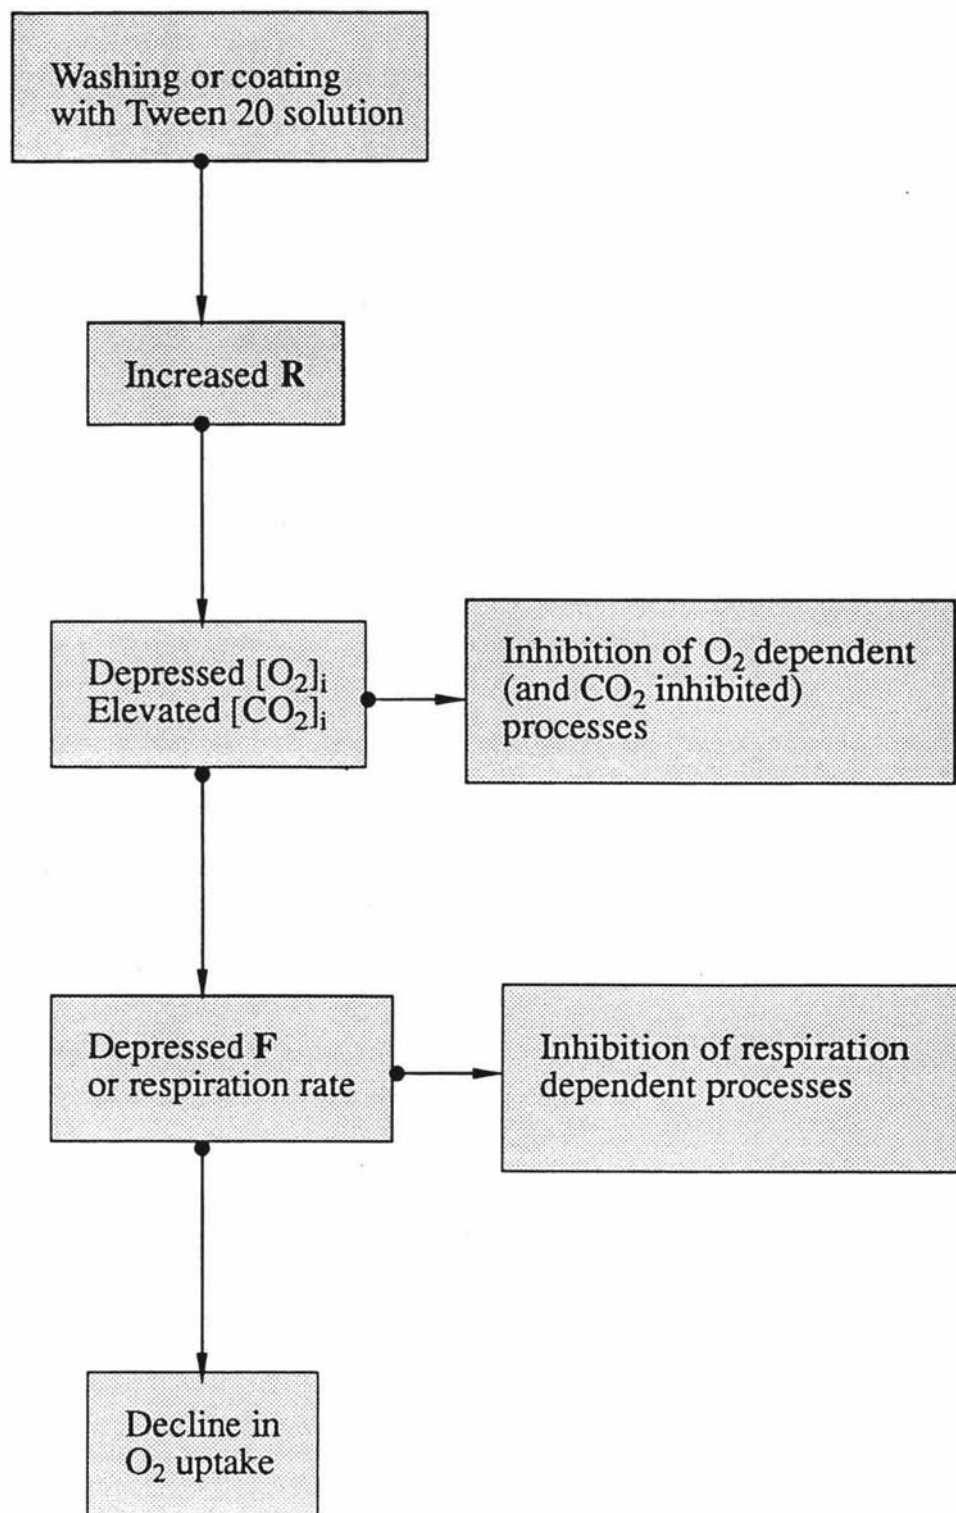 Washing or coating
with Tween 20 solution
Increased R
Depressed [O₂]ᵢ
Elevated [CO₂]ᵢ
Inhibition of O₂ dependent
(and CO₂ inhibited)
processes
Depressed F
or respiration rate
Inhibition of respiration
dependent processes
Decline in
O₂ uptake